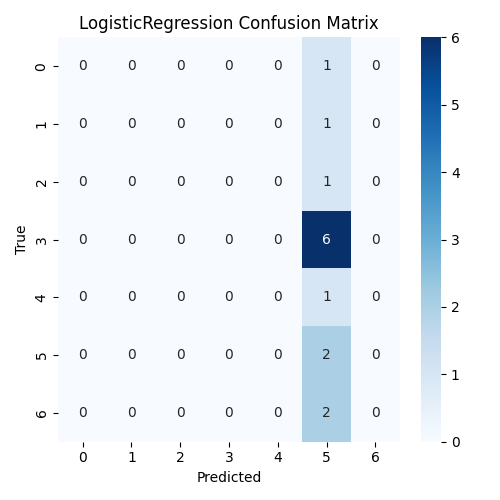 LogisticRegression Confusion Matrix
0 0 0 0 0 0 1 0
1 0 0 0 0 0 1 0
2 0 0 0 0 0 1 0
3 0 0 0 0 0 6 0
4 0 0 0 0 0 1 0
5 0 0 0 0 0 2 0
6 0 0 0 0 0 2 0
True
0 1 2 3 4 5 6
Predicted
6
5
4
3
2
1
0